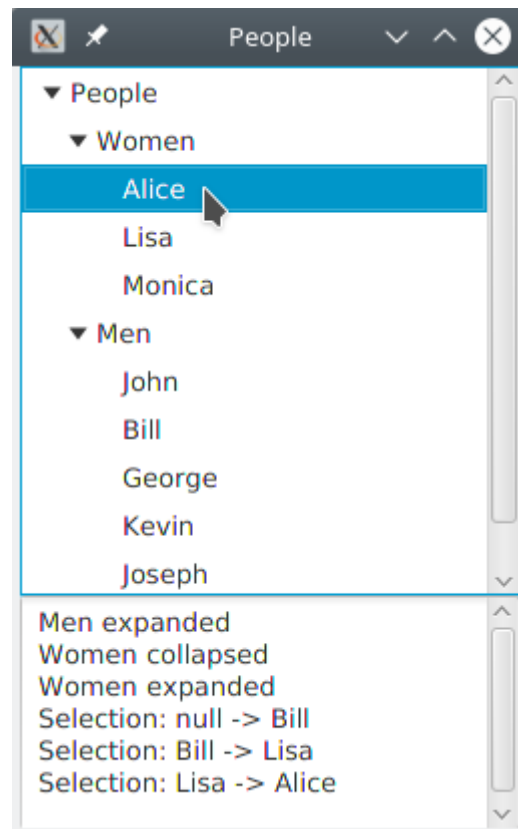 People
People
Women
Alice
Lisa
Monica
Men
John
Bill
George
Kevin
Joseph
Men expanded
Women collapsed
Women expanded
Selection: null -> Bill
Selection: Bill -> Lisa
Selection: Lisa -> Alice